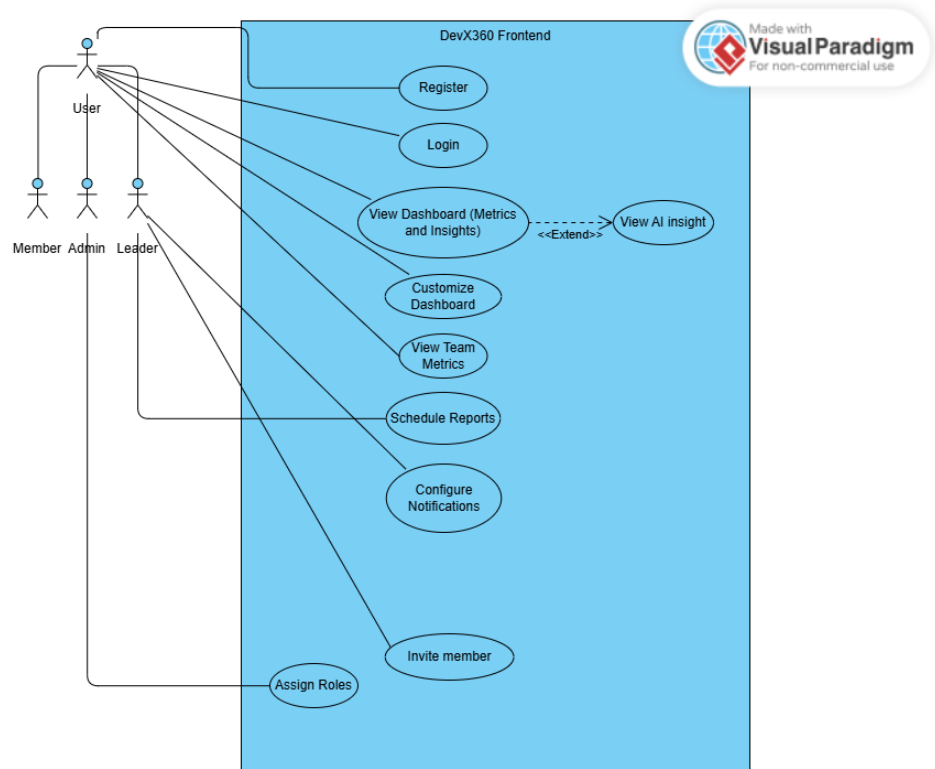 DevX360 Frontend
Made with
Visual Paradigm
For non-commercial use
User
Register
Login
Member
Admin
Leader
View Dashboard (Metrics
and Insights)
<<Extend>>
View AI insight
Customize
Dashboard
View Team
Metrics
Schedule Reports
Configure
Notifications
Invite member
Assign Roles